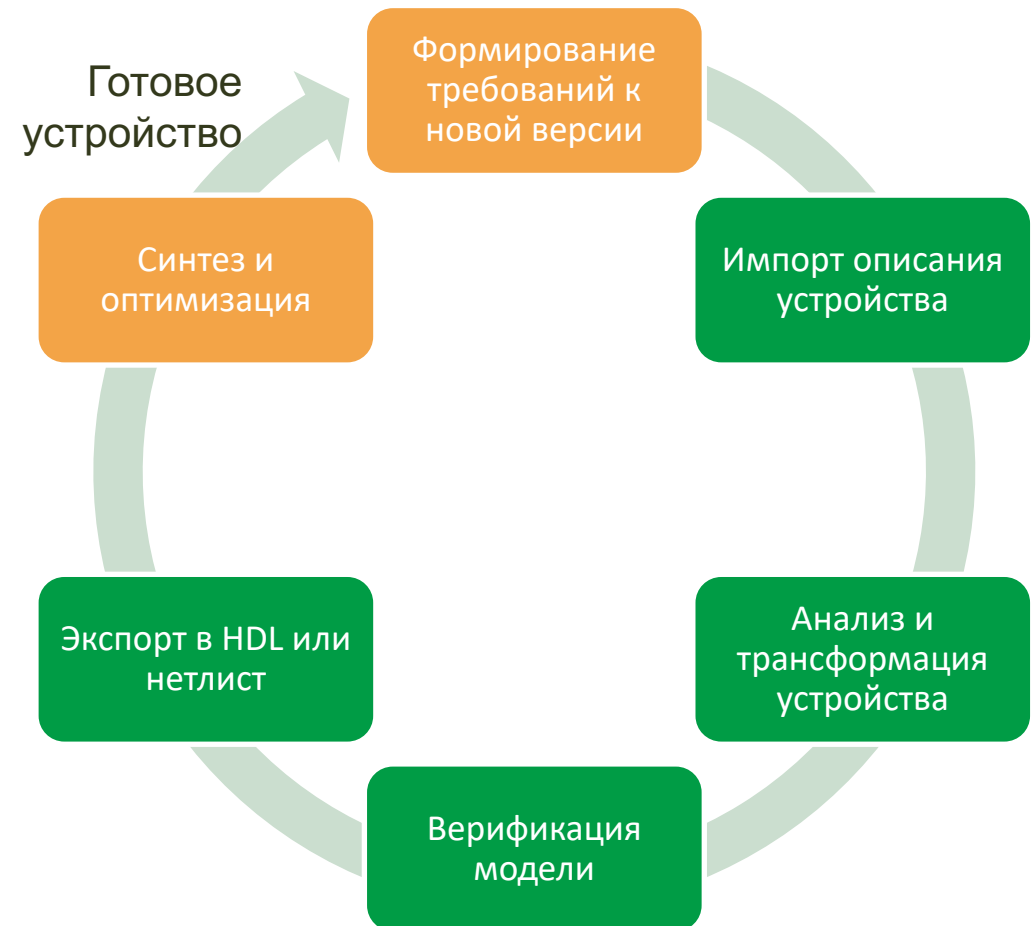 Формирование
требований к
новой версии
Готовое
устройство
Импорт описания
устройства
Анализ и
трансформация
устройства
Верификация
модели
Экспорт в HDL или
нетлист
Синтез и
оптимизация